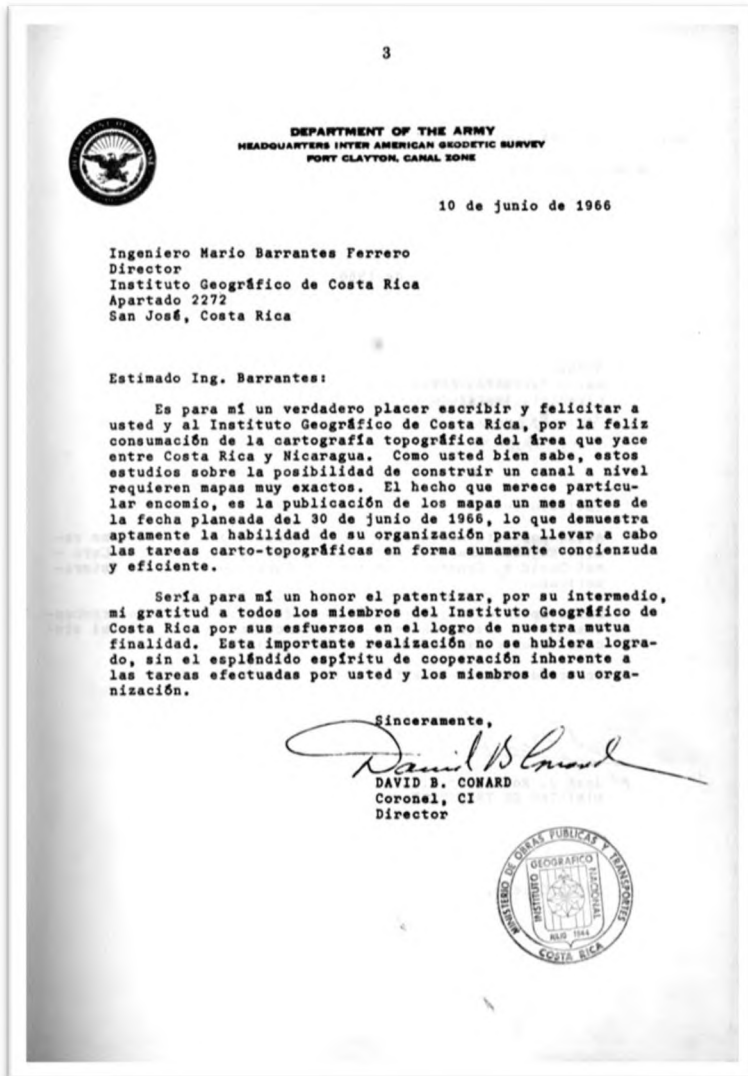 3
DEPARTMENT OF THE ARMY
HEADQUARTERS INTER AMERICAN GEODETIC SURVEY
FORT CLAYTON, CANAL ZONE
10 de junio de 1966
Ingeniero Mario Barrantes Ferrero
Director
Instituto Geográfico de Costa Rica
Apartado 2272
San José, Costa Rica
Estimado Ing. Barrantes:
Es para mí un verdadero placer escribir y felicitar a
usted y al Instituto Geográfico de Costa Rica, por la feliz
consumación de la cartografía topográfica del área que yace
entre Costa Rica y Nicaragua. Como usted bien sabe, estos
estudios sobre la posibilidad de construir un canal a nivel
requieren mapas muy exactos. El hecho que merece particu-
lar encomio, es la publicación de los mapas un mes antes de
la fecha planeada del 30 de junio de 1966, lo que demuestra
aptamente la habilidad de su organización para llevar a cabo
las tareas carto-topográficas en forma sumamente concienzuda
y eficiente.
Sería para mí un honor el patentizar, por su intermedio,
mi gratitud a todos los miembros del Instituto Geográfico de
Costa Rica por sus esfuerzos en el logro de nuestra mutua
finalidad. Esta importante realización no se hubiera logra-
do, sin el espléndido espíritu de cooperación inherente a
las tareas efectuadas por usted y los miembros de su orga-
nización.
Sinceramente,
David B Conard
DAVID B. CONARD
Coronel, CI
Director
MINISTERIO DE OBRAS PUBLICAS Y TRANSPORTES
INSTITUTO GEOGRAFICO NACIONAL
JULIO 1944
COSTA RICA